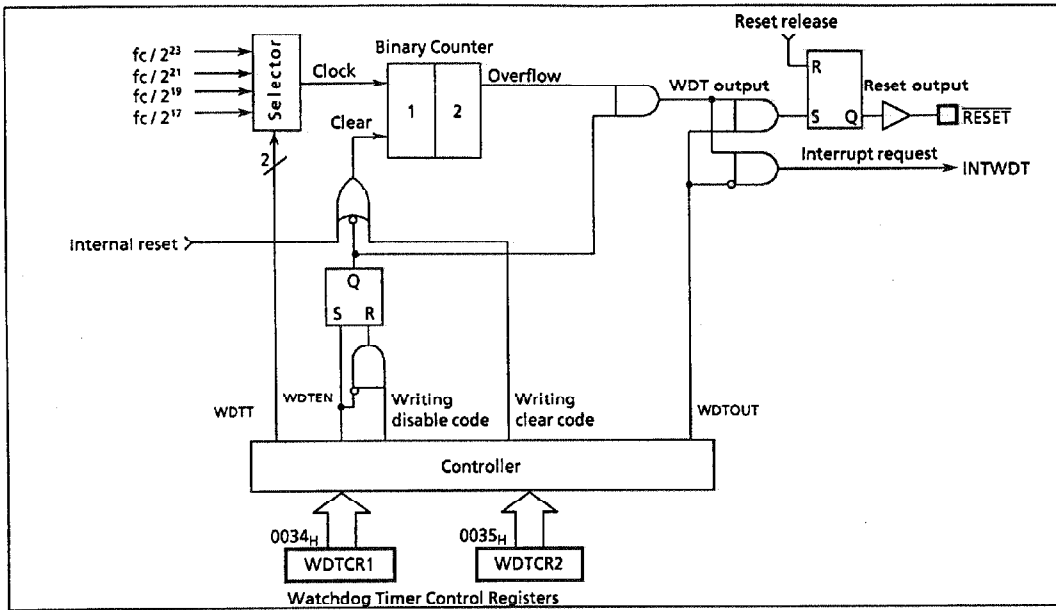 Reset release
fc / 2²³
fc / 2²¹
fc / 2¹⁹
fc / 2¹⁷
Selector
Clock
Clear
2
Binary Counter
1 2
Overflow
WDT output
R
S Q
Reset output
RESET
Interrupt request
INTWDT
Internal reset
Q
S R
WDTT
WDTEN
Writing
disable code
Writing
clear code
WDTOUT
Controller
0034H
WDTCR1
0035H
WDTCR2
Watchdog Timer Control Registers